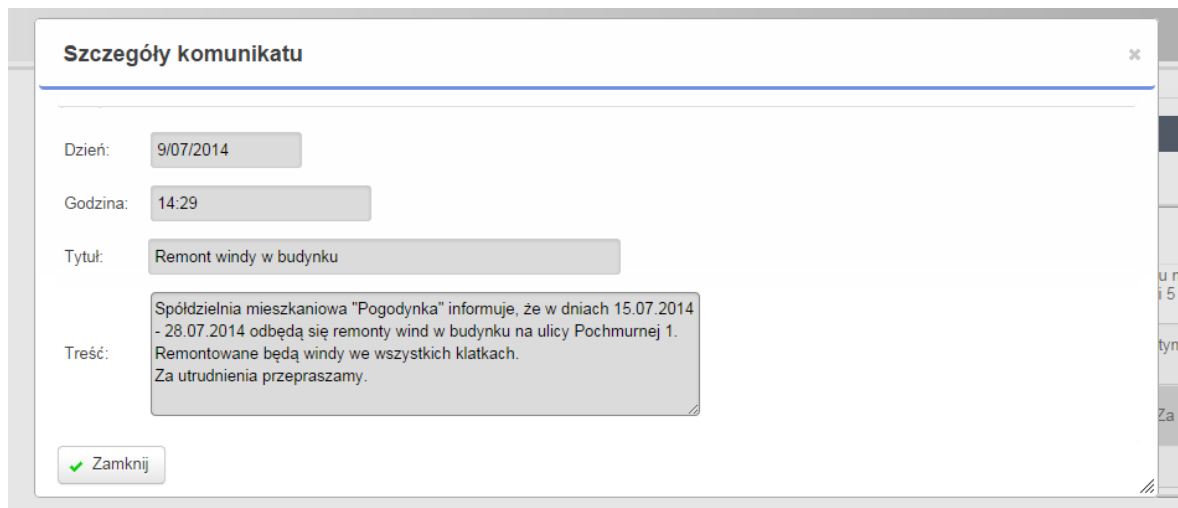 Szczegóły komunikatu
Dzień: 9/07/2014
Godzina: 14:29
Tytuł: Remont windy w budynku
Spółdzielnia mieszkaniowa "Pogodynka" informuje, że w dniach 15.07.2014
- 28.07.2014 odbędą się remonty wind w budynku na ulicy Pochmurnej 1.
Treść: Remontowane będą windy we wszystkich klatkach.
Za utrudnienia przepraszamy.
Zamknij
i 5
Za